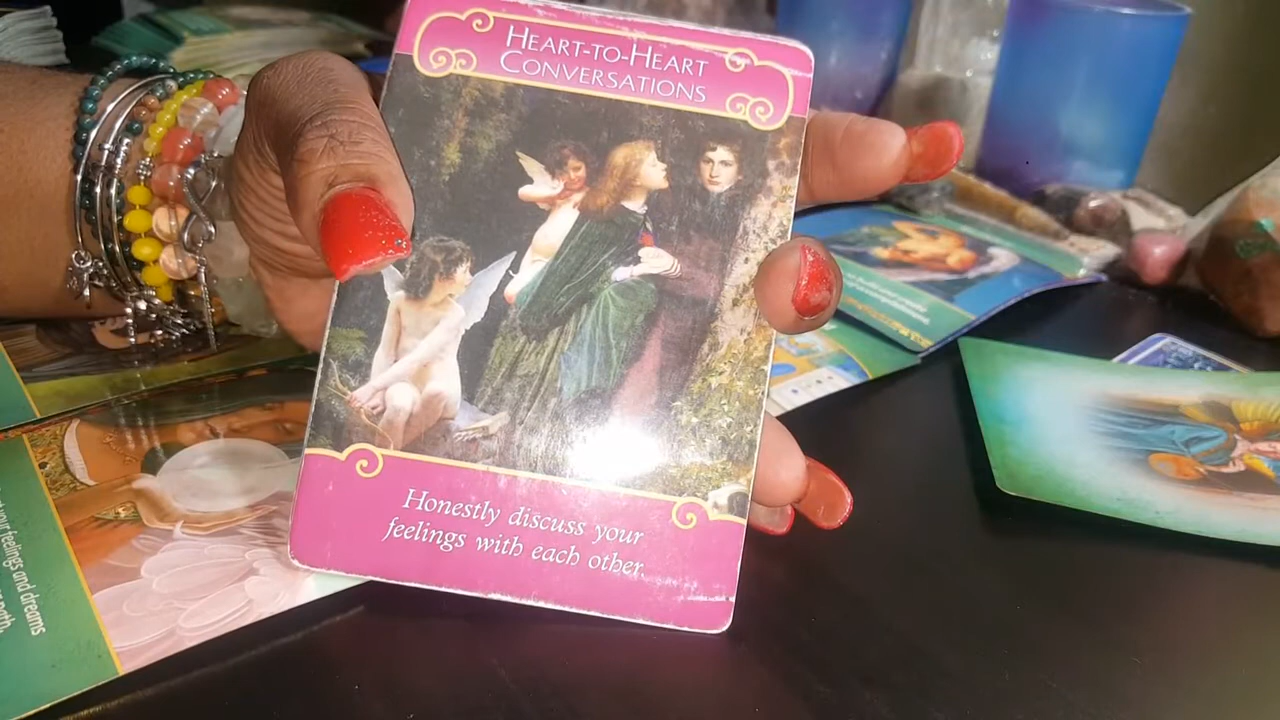 HEART-TO-HEART
CONVERSATIONS
Honestly discuss your
feelings with each other.
your feelings and dreams